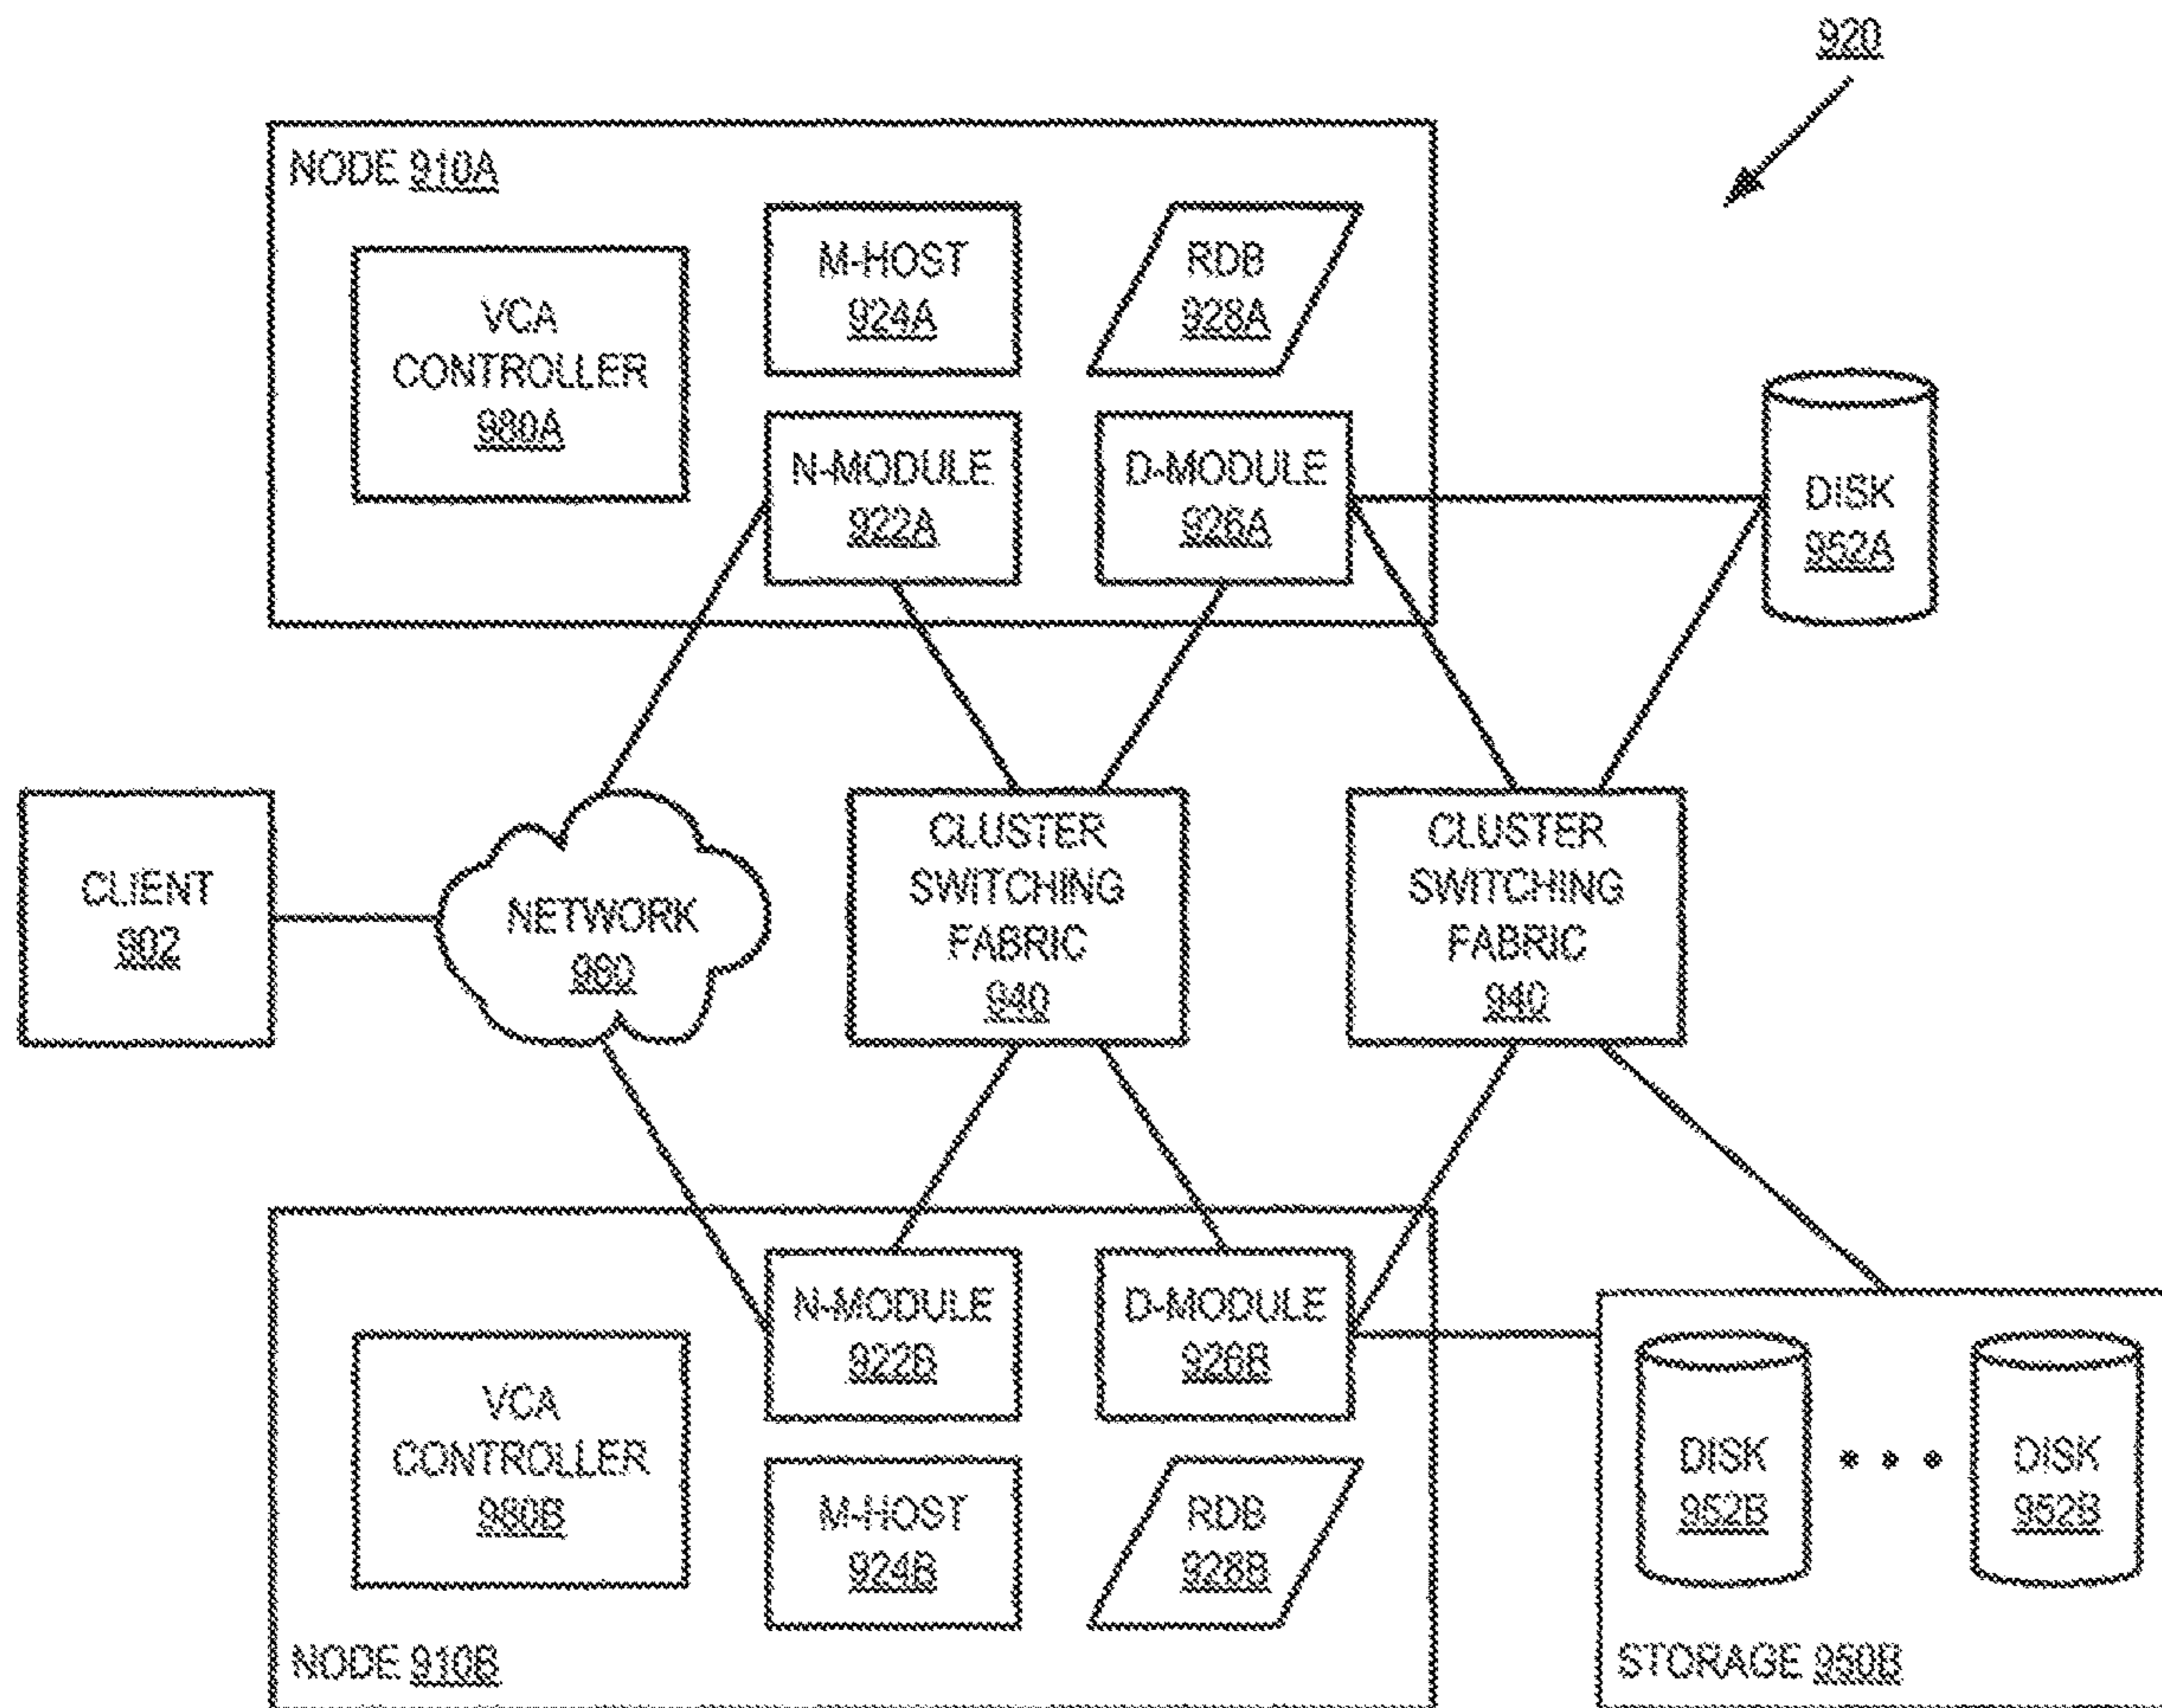 920
NODE 910A
M-HOST
924A
RDB
928A
VCA
CONTROLLER
980A
N-MODULE
922A
D-MODULE
926A
DISK
952A
CLIENT
902
NETWORK
960
CLUSTER
SWITCHING
FABRIC
940
CLUSTER
SWITCHING
FABRIC
940
N-MODULE
922B
D-MODULE
926B
VCA
CONTROLLER
980B
M-HOST
924B
RDB
928B
DISK
952B
DISK
952B
NODE 910B
STORAGE 950B